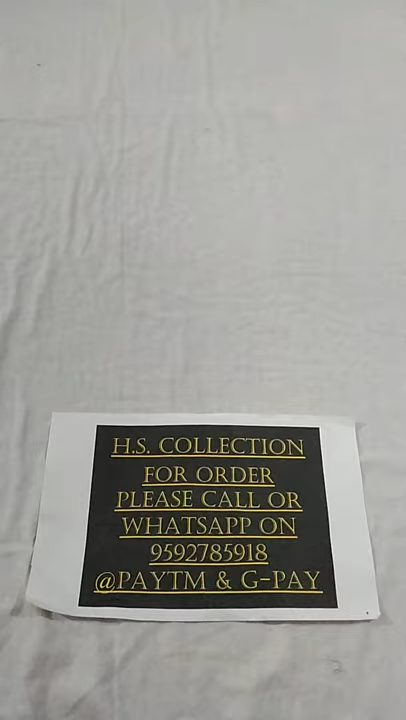 H.S. COLLECTION
FOR ORDER
PLEASE CALL OR
WHATSAPP ON
9592785918
@PAYTM & G-PAY